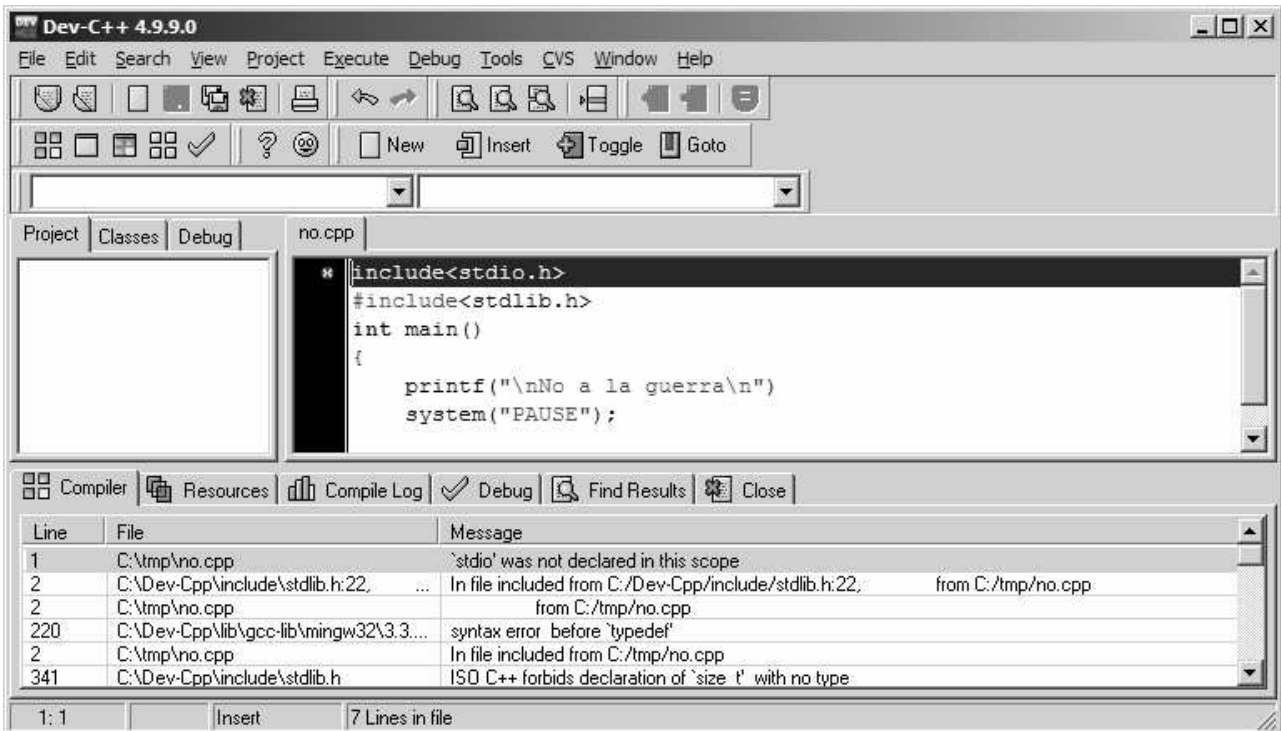 Dev-C++ 4.9.9.0
File Edit Search View Project Execute Debug Tools CVS Window Help
New Insert Toggle Goto
Project Classes Debug
no.cpp
include<stdio.h>
#include<stdlib.h>
int main()
{
printf("\nNo a la guerra\n")
system("PAUSE");
Compiler Resources Compile Log Debug Find Results Close
Line File Message
1 C:\tmp\no.cpp `stdio' was not declared in this scope
2 C:\Dev-Cpp\include\stdlib.h:22, ... In file included from C:/Dev-Cpp/include/stdlib.h:22, from C:/tmp/no.cpp
2 C:\tmp\no.cpp from C:/tmp/no.cpp
220 C:\Dev-Cpp\lib\gcc-lib\mingw32\3.3.... syntax error before `typedef'
2 C:\tmp\no.cpp In file included from C:/tmp/no.cpp
341 C:\Dev-Cpp\include\stdlib.h ISO C++ forbids declaration of `size_t' with no type
1: 1 Insert 7 Lines in file